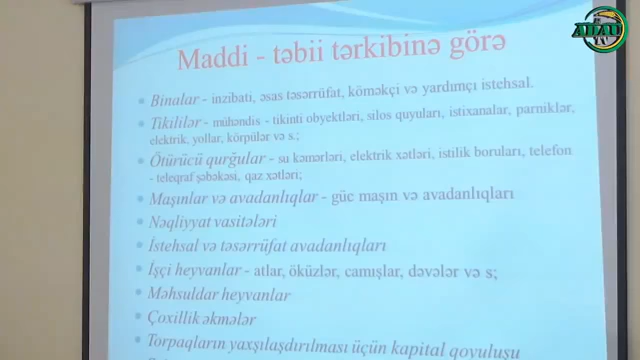 ADAU TV
Maddi - təbii tərkibinə görə
• Binalar - inzibati, əsas təsərrüfat, köməkçi və yardımçı istehsal.
• Tikililər - mühəndis - tikinti obyektləri, silos quyuları, istixanalar, parniklər,
elektrik, yollar, körpülər və s.;
• Ötürücü qurğular - su kəmərləri, elektrik xətləri, istilik boruları, telefon
- teleqraf şəbəkəsi, qaz xətləri;
• Maşınlar və avadanlıqlar - güc maşın və avadanlıqları
• Nəqliyyat vasitələri
• İstehsal və təsərrüfat avadanlıqları
• İşçi heyvanlar - atlar, öküzlər, camışlar, dəvələr və s;
• Məhsuldar heyvanlar
• Çoxillik əkmələr
• Torpaqların yaxşılaşdırılması üçün kapital qoyuluşu